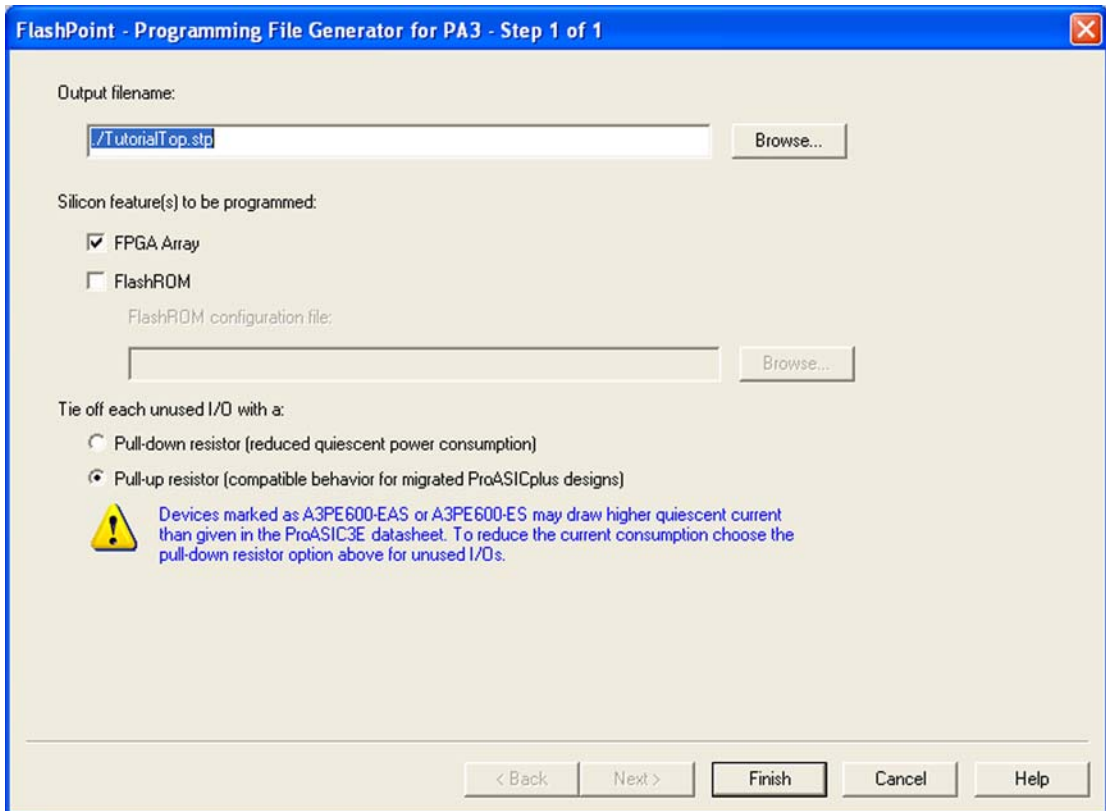 FlashPoint - Programming File Generator for PA3 - Step 1 of 1
Output filename:
./TutorialTop.stp
Browse...
Silicon feature(s) to be programmed:
FPGA Array
FlashROM
FlashROM configuration file:
Browse...
Tie off each unused I/O with a:
Pull-down resistor (reduced quiescent power consumption)
Pull-up resistor (compatible behavior for migrated ProASICplus designs)
Devices marked as A3PE600-EAS or A3PE600-ES may draw higher quiescent current
than given in the ProASIC3E datasheet. To reduce the current consumption choose the
pull-down resistor option above for unused I/Os.
< Back Next > Finish Cancel Help